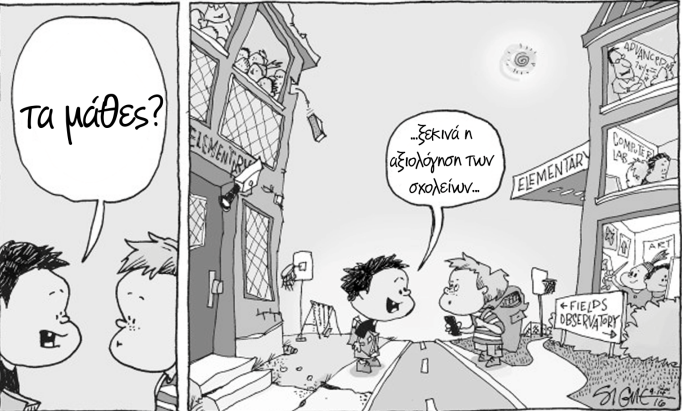 τα μάθες?
...ξεκινά η
αξιολόγηση των
σχολείων...
ELEMENTARY
ELEMENTARY
ADVANCED
COMPUTER
LAB
ART
←FIELDS
OBSERVATORY
→